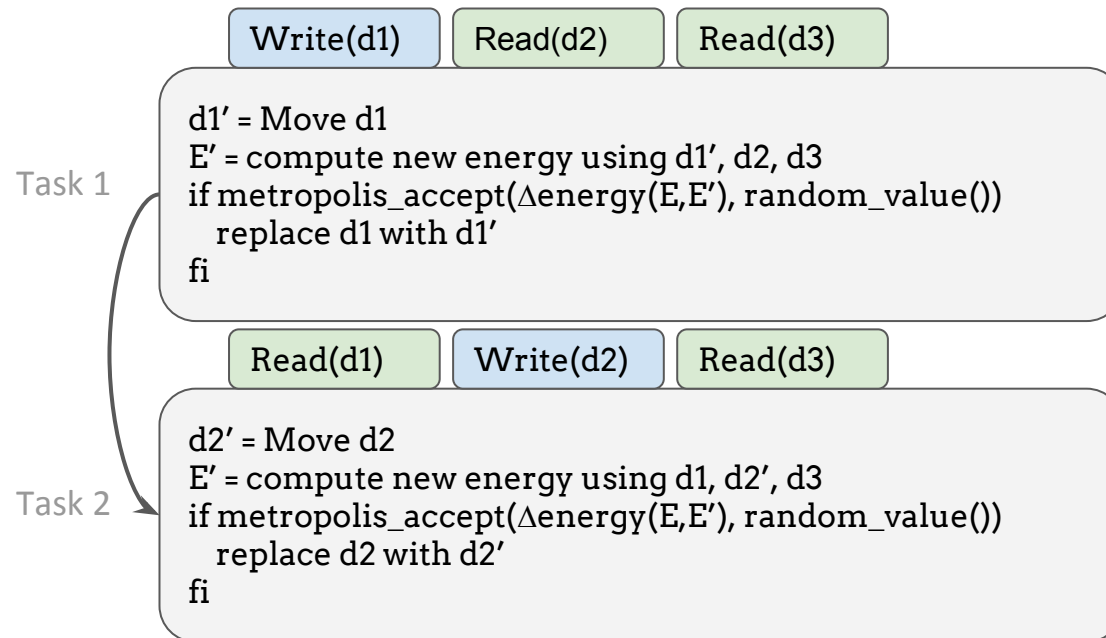 Write(d1) Read(d2) Read(d3)
Task 1
d1′ = Move d1
E′ = compute new energy using d1′, d2, d3
if metropolis_accept(∆energy(E,E′), random_value())
replace d1 with d1′
fi
Read(d1) Write(d2) Read(d3)
Task 2
d2′ = Move d2
E′ = compute new energy using d1, d2′, d3
if metropolis_accept(∆energy(E,E′), random_value())
replace d2 with d2′
fi